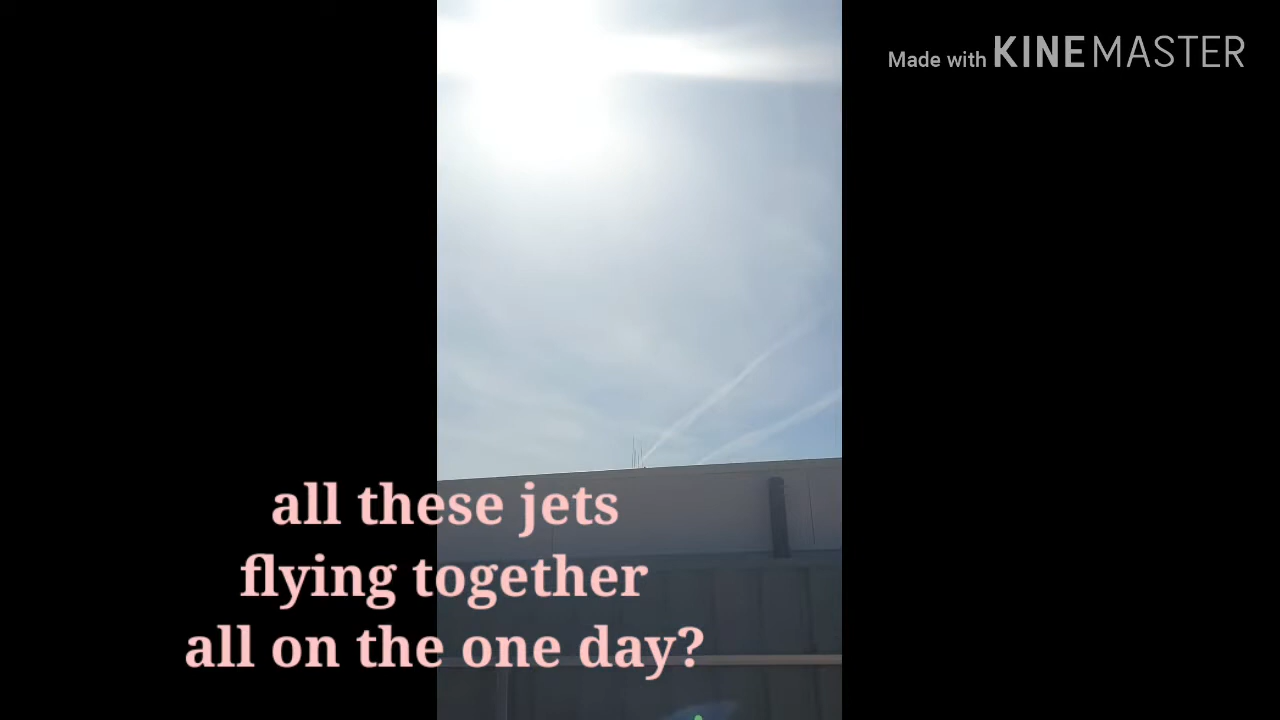 Made with KINEMASTER
all these jets
flying together
all on the one day?